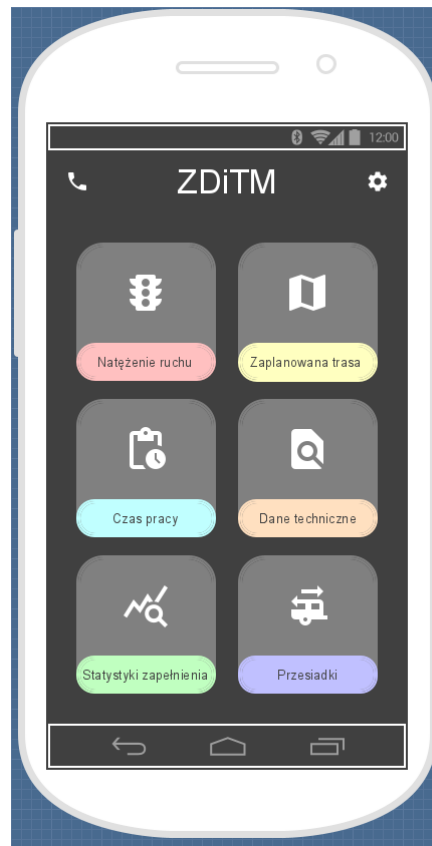 12:00
ZDiTM
Natężenie ruchu
Zaplanowana trasa
Czas pracy
Dane techniczne
Statystyki zapełnienia
Przesiadki